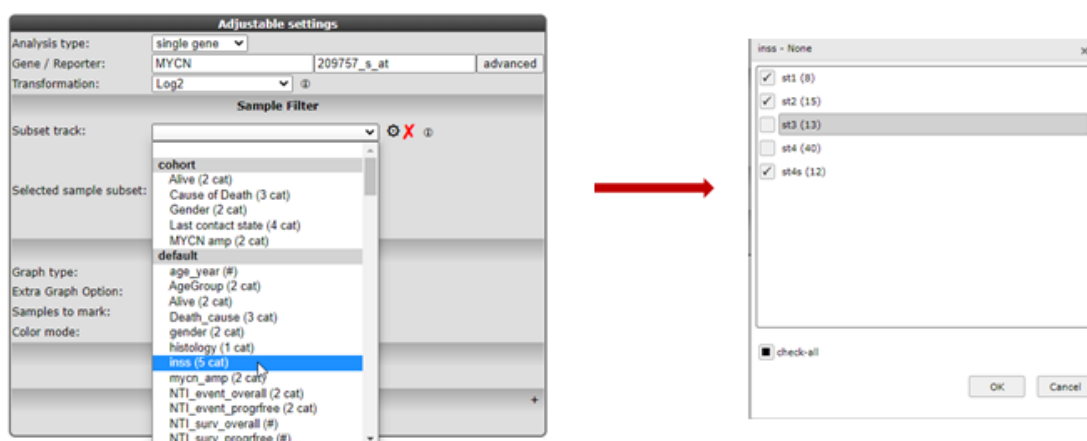 Adjustable settings
Analysis type: single gene
Gene / Reporter: MYCN 209757_s_at advanced
Transformation: Log2
Sample Filter
Subset track:
cohort
Alive (2 cat)
Cause of Death (3 cat)
Selected sample subset:
Gender (2 cat)
Last contact state (4 cat)
MYCN amp (2 cat)
default
Graph type:
age_year (#)
Extra Graph Option:
AgeGroup (2 cat)
Alive (2 cat)
Samples to mark:
Death_cause (3 cat)
Color mode:
gender (2 cat)
histology (1 cat)
inss (5 cat)
mycn_amp (2 cat)
NTI_event_overall (2 cat)
NTI_event_progrfree (2 cat)
NTI_surv_overall (#)
NTI_surv_progrfree (#)
inss - None
st1 (8)
st2 (15)
st3 (13)
st4 (40)
st4s (12)
check-all
OK Cancel